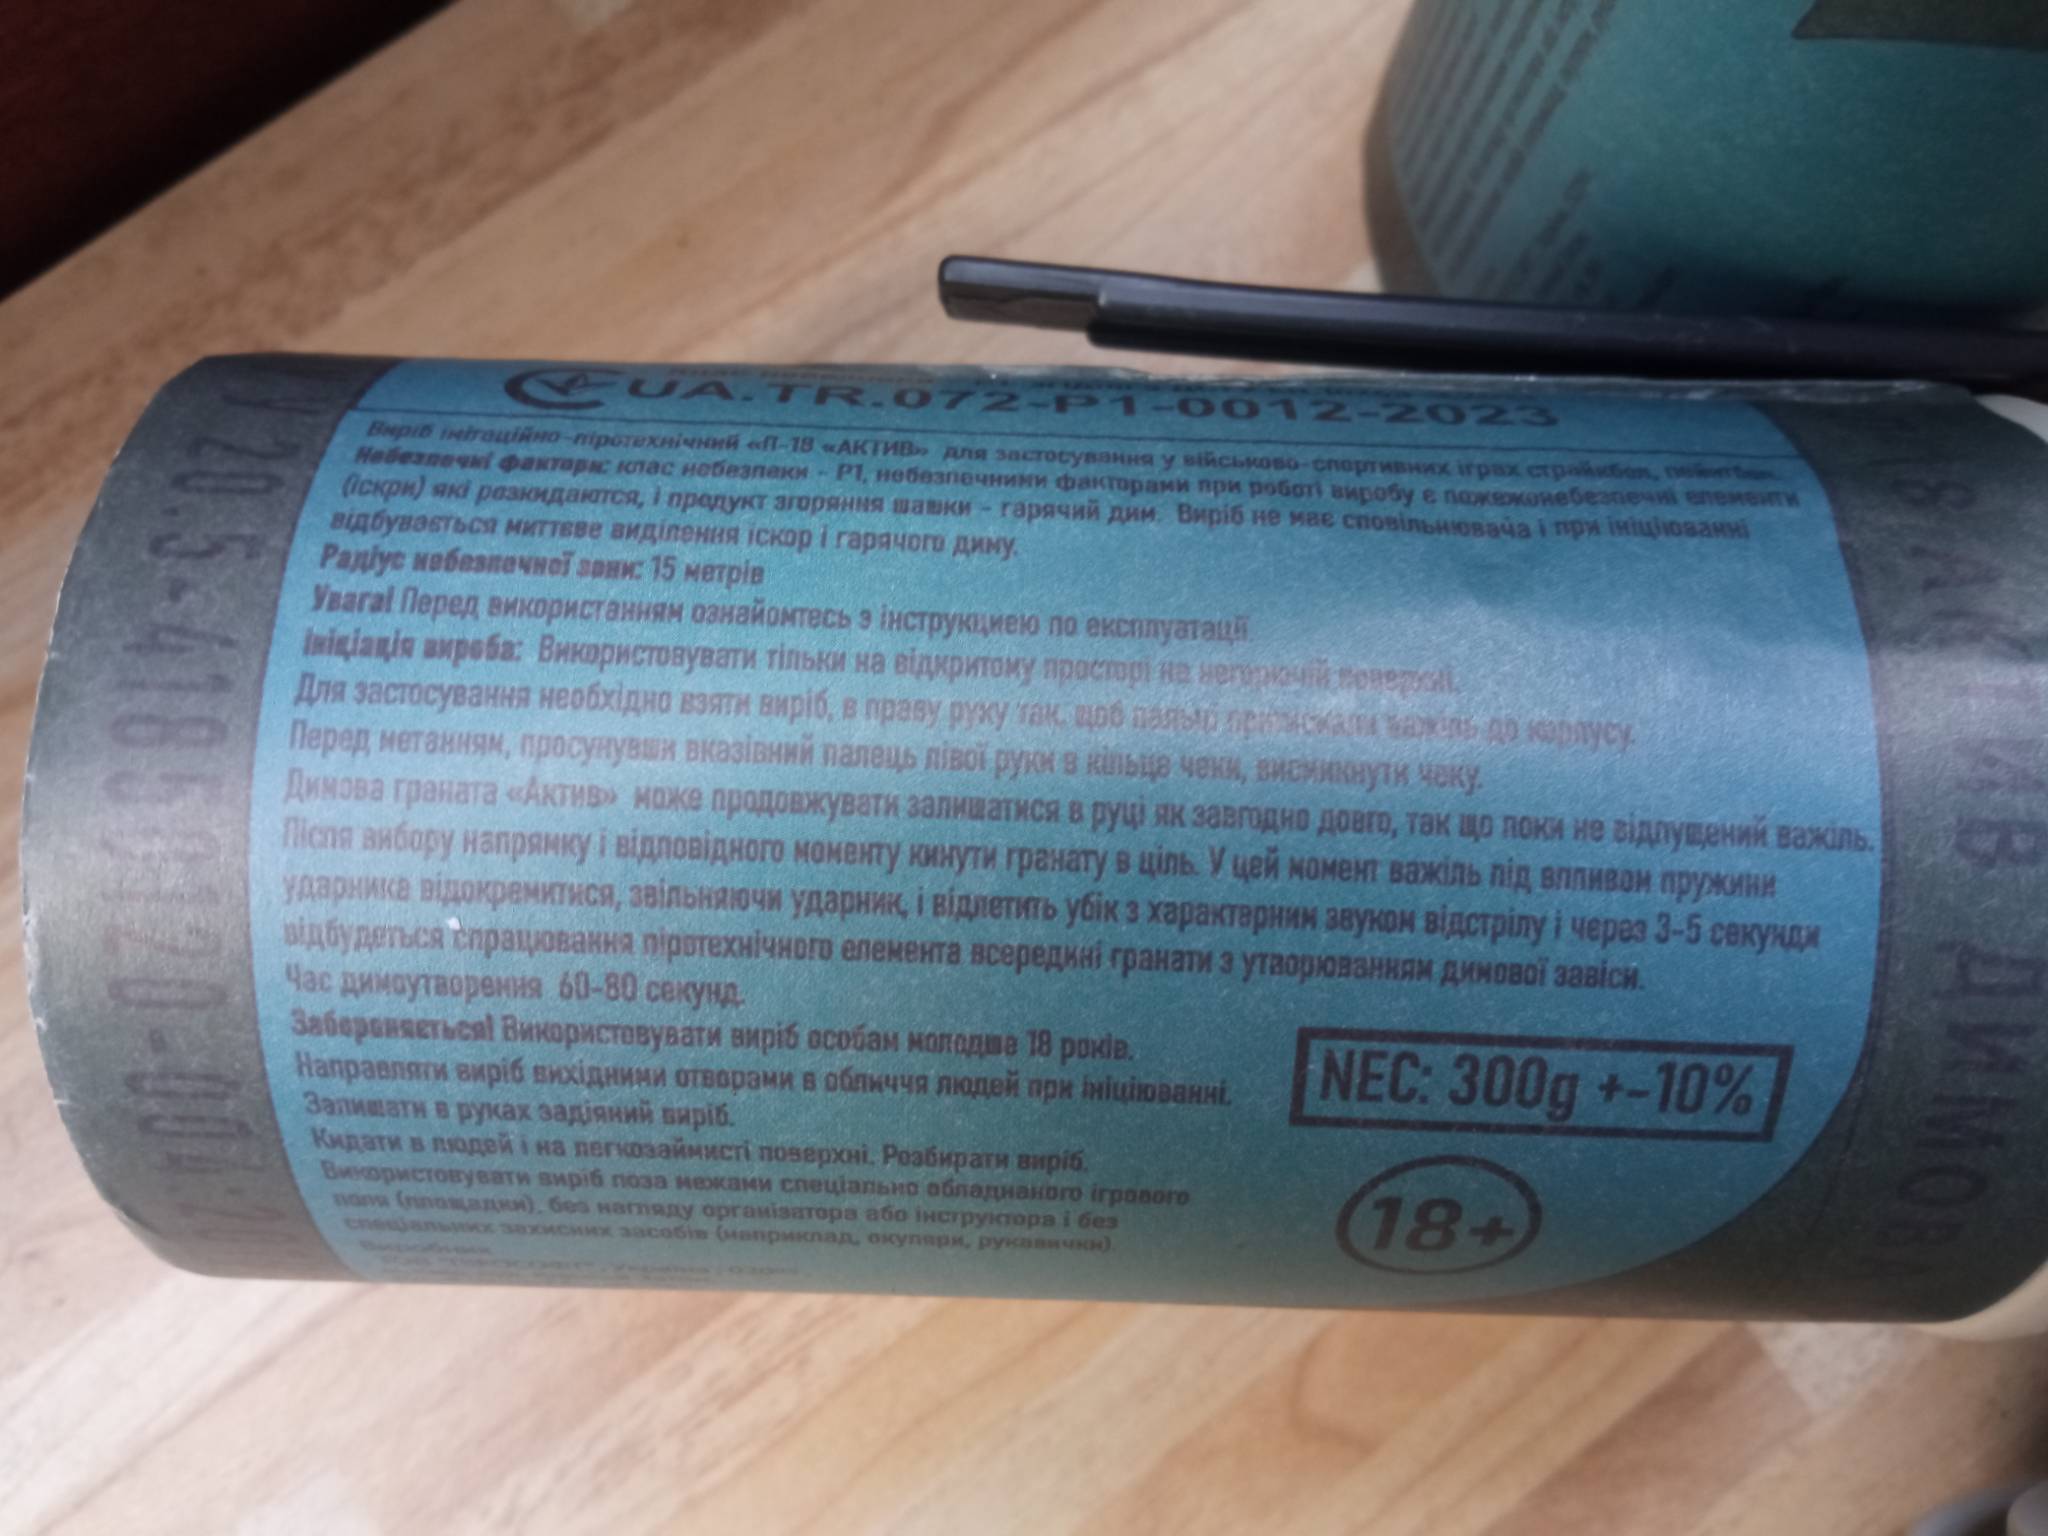 UA.TR.072-P1-0012-2023
Виріб імітаційно-піротехнічний «П-18 «АКТИВ» для застосування у військово-спортивних іграх страйкбол, пейнтбол.
Небезпечні фактори: клас небезпеки - Р1, небезпечними факторами при роботі виробу є пожежонебезпечні елементи
(іскри) які розкидаются, і продукт згоряння шашки - гарячий дим. Виріб не має сповільнювача і при ініціюванні
відбувається миттєве виділення іскор і гарячого диму.
Радіус небезпечної зони: 15 метрів
Увага! Перед використанням ознайомтесь з інструкциею по експлуатації
Ініціація вироба: Використовувати тільки на відкритому просторі на негорючій поверхні.
Для застосування необхідно взяти виріб, в праву руку так, щоб пальці притискали важіль до корпусу.
Перед метанням, просунувши вказівний палець лівої руки в кільце чеки, висмикнути чеку.
Димова граната «Актив» може продовжувати залишатися в руці як завгодно довго, так що поки не відпущений важіль.
Після вибору напрямку і відповідного моменту кинути гранату в ціль. У цей момент важіль під впливом пружини
ударника відокремитися, звільняючи ударник, і відлетить убік з характерним звуком відстрілу і через 3-5 секунди
відбудеться спрацювання піротехнічного елемента всередині гранати з утворюванням димової завіси.
Час димоутворення 60-80 секунд.
Забороняється! Використовувати виріб особам молодше 18 років.
Направляти виріб вихідними отворами в обличчя людей при ініціюванні.
Залишати в руках задіяний виріб.
Кидати в людей і на легкозаймисті поверхні. Розбирати виріб.
Використовувати виріб поза межами спеціально обладнаного ігрового
поля (площадки), без нагляду організатора або інструктора і без
спеціальних захисних засобів (наприклад, окуляри, рукавички)
Виробник
NEC: 300g +-10%
18+
АКТИВ ДИМОВА